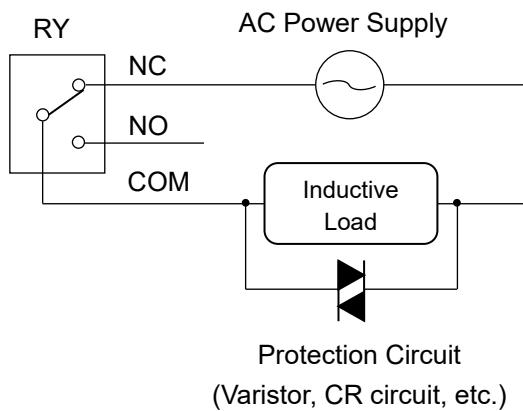 RY
AC Power Supply
NC
NO
COM
Inductive
Load
Protection Circuit
(Varistor, CR circuit, etc.)